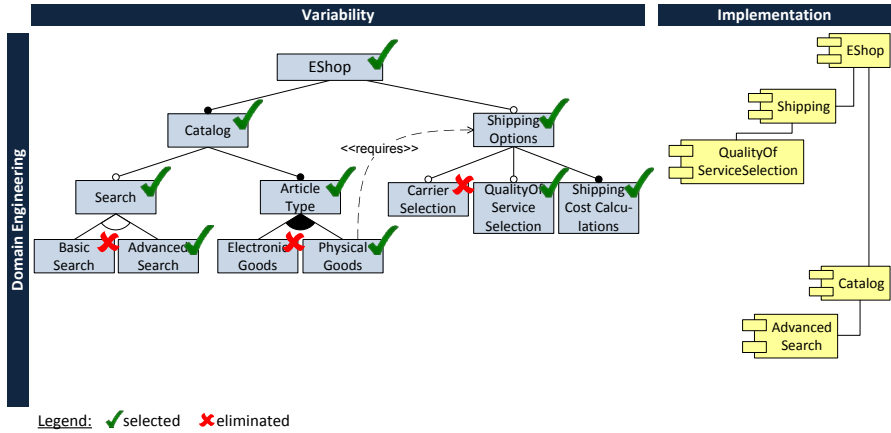 Variability
Implementation
Domain Engineering
EShop
Catalog
Shipping
Options
<<requires>>
Search
Article
Type
Carrier
Selection
QualityOf
Service
Selection
Shipping
Cost Calcu-
lations
Basic
Search
Advanced
Search
Electronic
Goods
Physical
Goods
EShop
Shipping
QualityOf
ServiceSelection
Catalog
Advanced
Search
Legend: selected eliminated